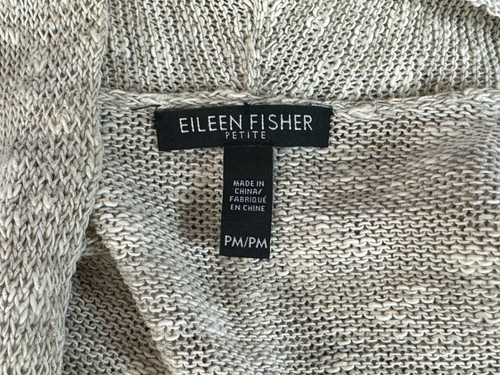 EILEEN FISHER
PETITE
MADE IN
CHINA/
FABRIQUÉ
EN CHINE
PM/PM